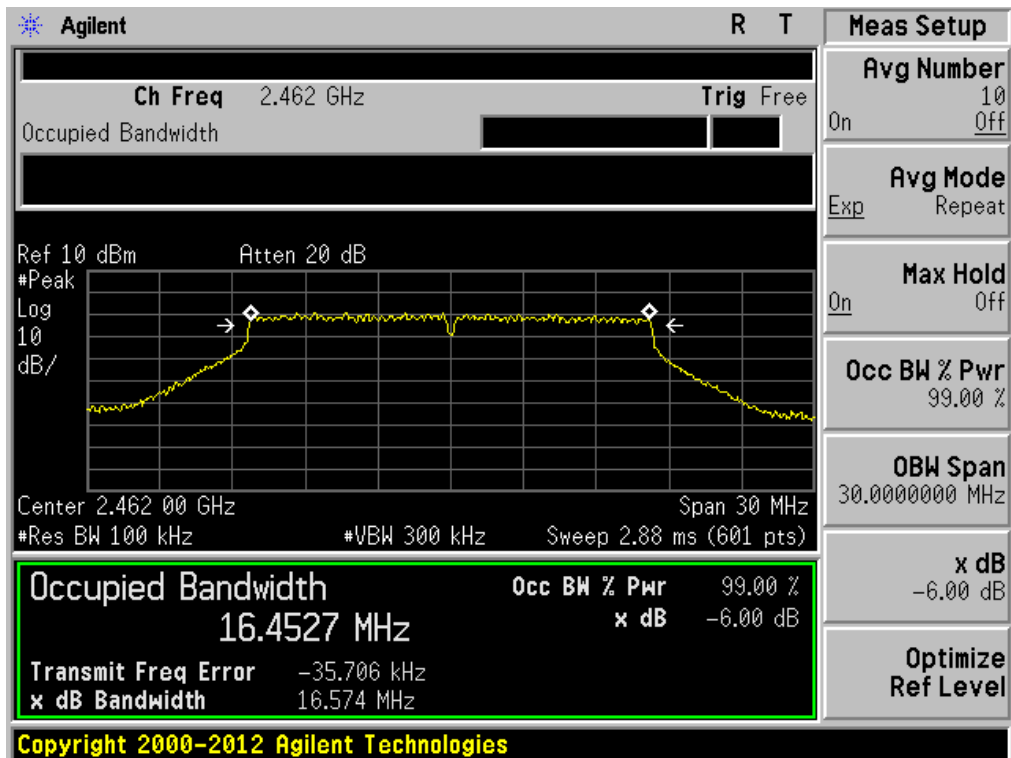 Agilent R T
Ch Freq 2.462 GHz Trig Free
Occupied Bandwidth
Ref 10 dBm Atten 20 dB
#Peak
Log
10
dB/
Center 2.462 00 GHz Span 30 MHz
#Res BW 100 kHz #VBW 300 kHz Sweep 2.88 ms (601 pts)
Occupied Bandwidth Occ BW % Pwr 99.00 %
16.4527 MHz x dB -6.00 dB
Transmit Freq Error -35.706 kHz
x dB Bandwidth 16.574 MHz
Copyright 2000-2012 Agilent Technologies
Meas Setup
Avg Number
10
On Off
Avg Mode
Exp Repeat
Max Hold
On Off
Occ BW % Pwr
99.00 %
OBW Span
30.0000000 MHz
x dB
-6.00 dB
Optimize
Ref Level